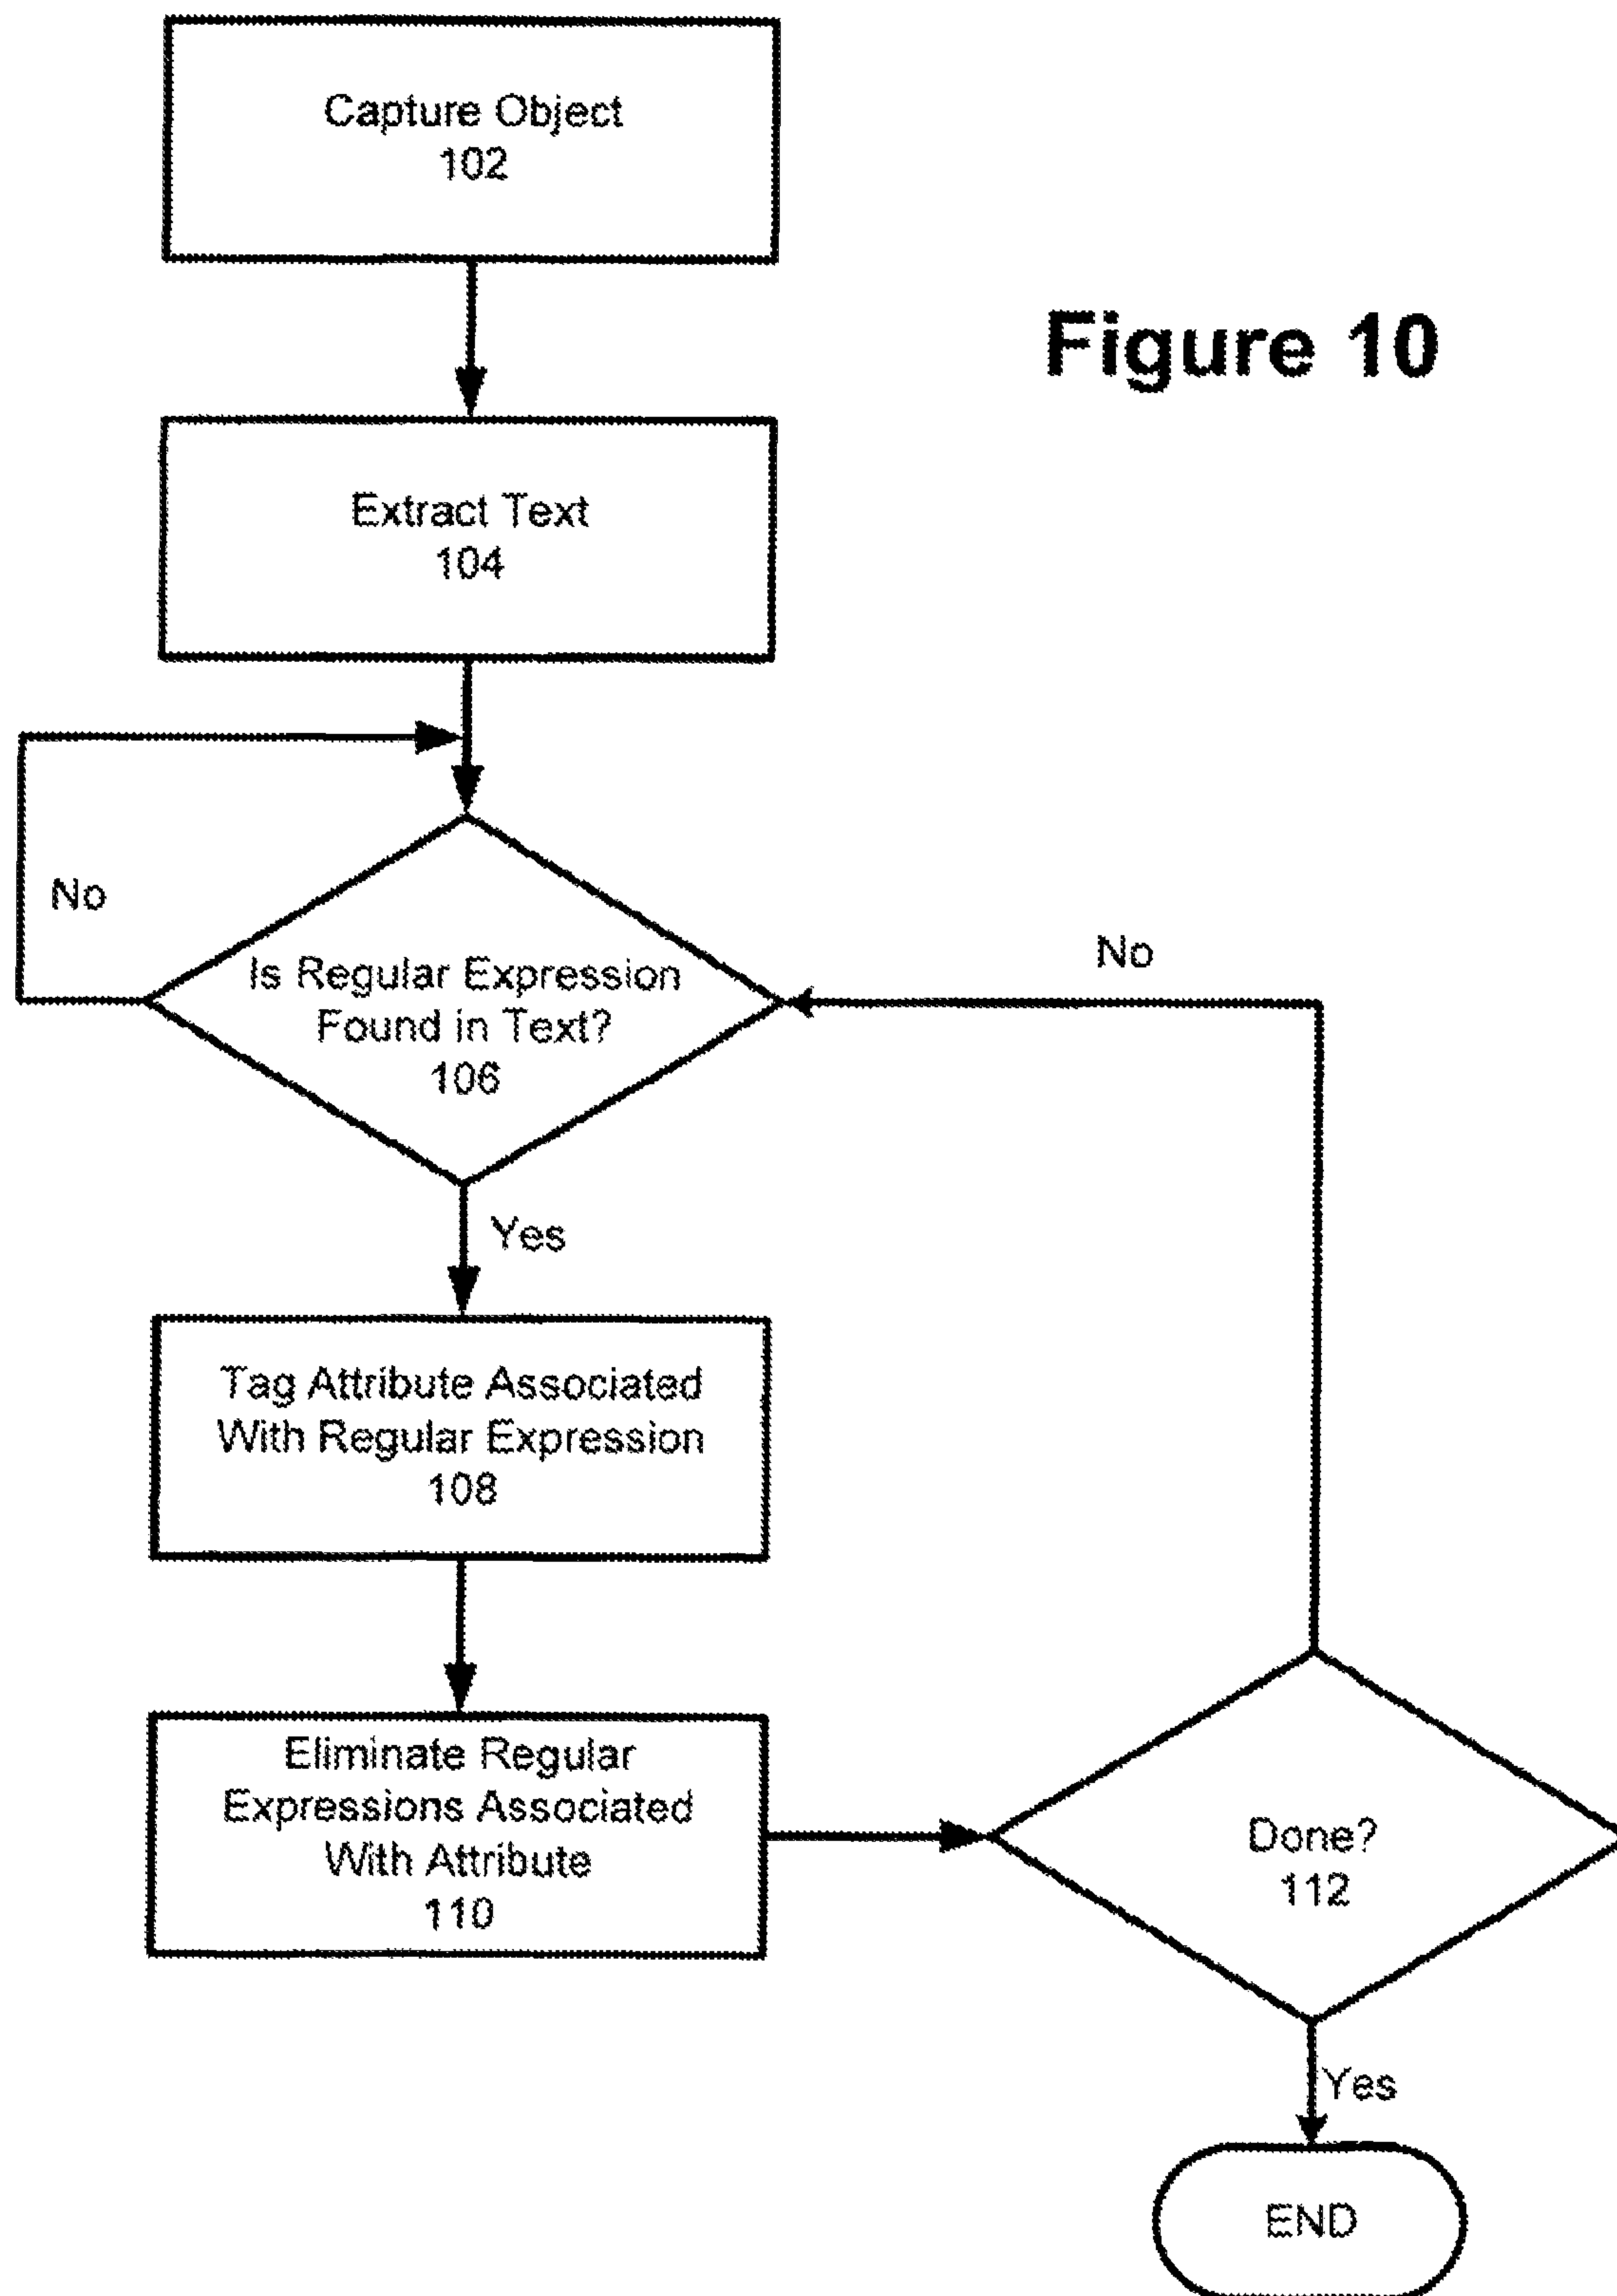 Capture Object
102
Figure 10
Extract Text
104
No
Is Regular Expression
Found in Text?
106
No
Yes
Tag Attribute Associated
With Regular Expression
108
Eliminate Regular
Expressions Associated
With Attribute
110
Done?
112
Yes
END